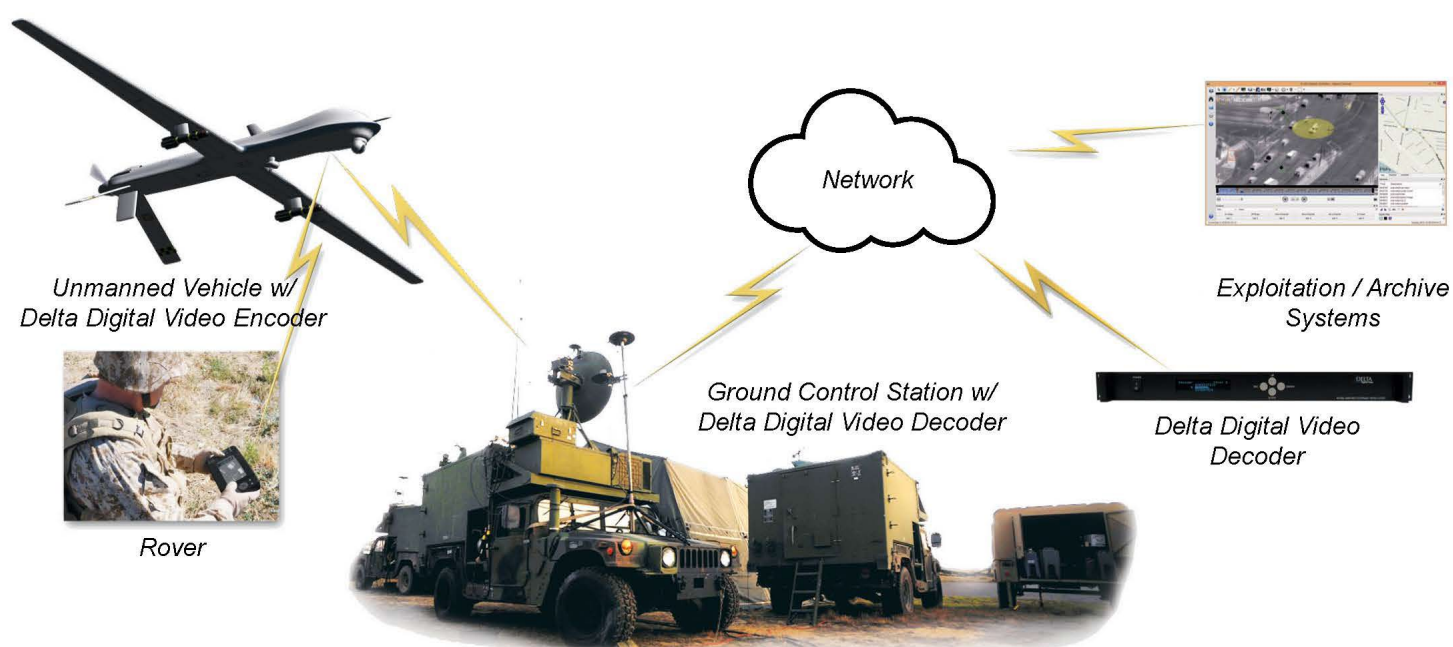 Network
Unmanned Vehicle w/
Delta Digital Video Encoder
Exploitation / Archive
Systems
Ground Control Station w/
Delta Digital Video Decoder
DELTA
Delta Digital Video
Decoder
Rover